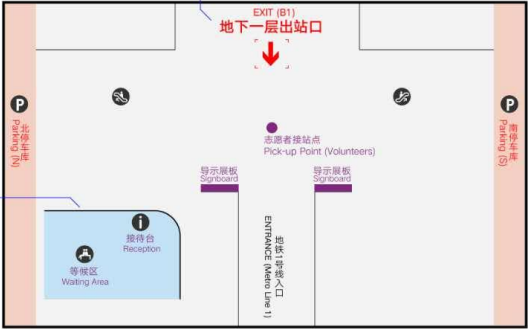 EXIT (B1)
地下一层出站口
P
北停车库
Parking (N)
P
南停车库
Parking (S)
志愿者接站点
Pick-up Point (Volunteers)
导示展板
Signboard
导示展板
Signboard
地铁1号线入口
ENTRANCE (Metro Line 1)
i
接待台
Reception
等候区
Waiting Area